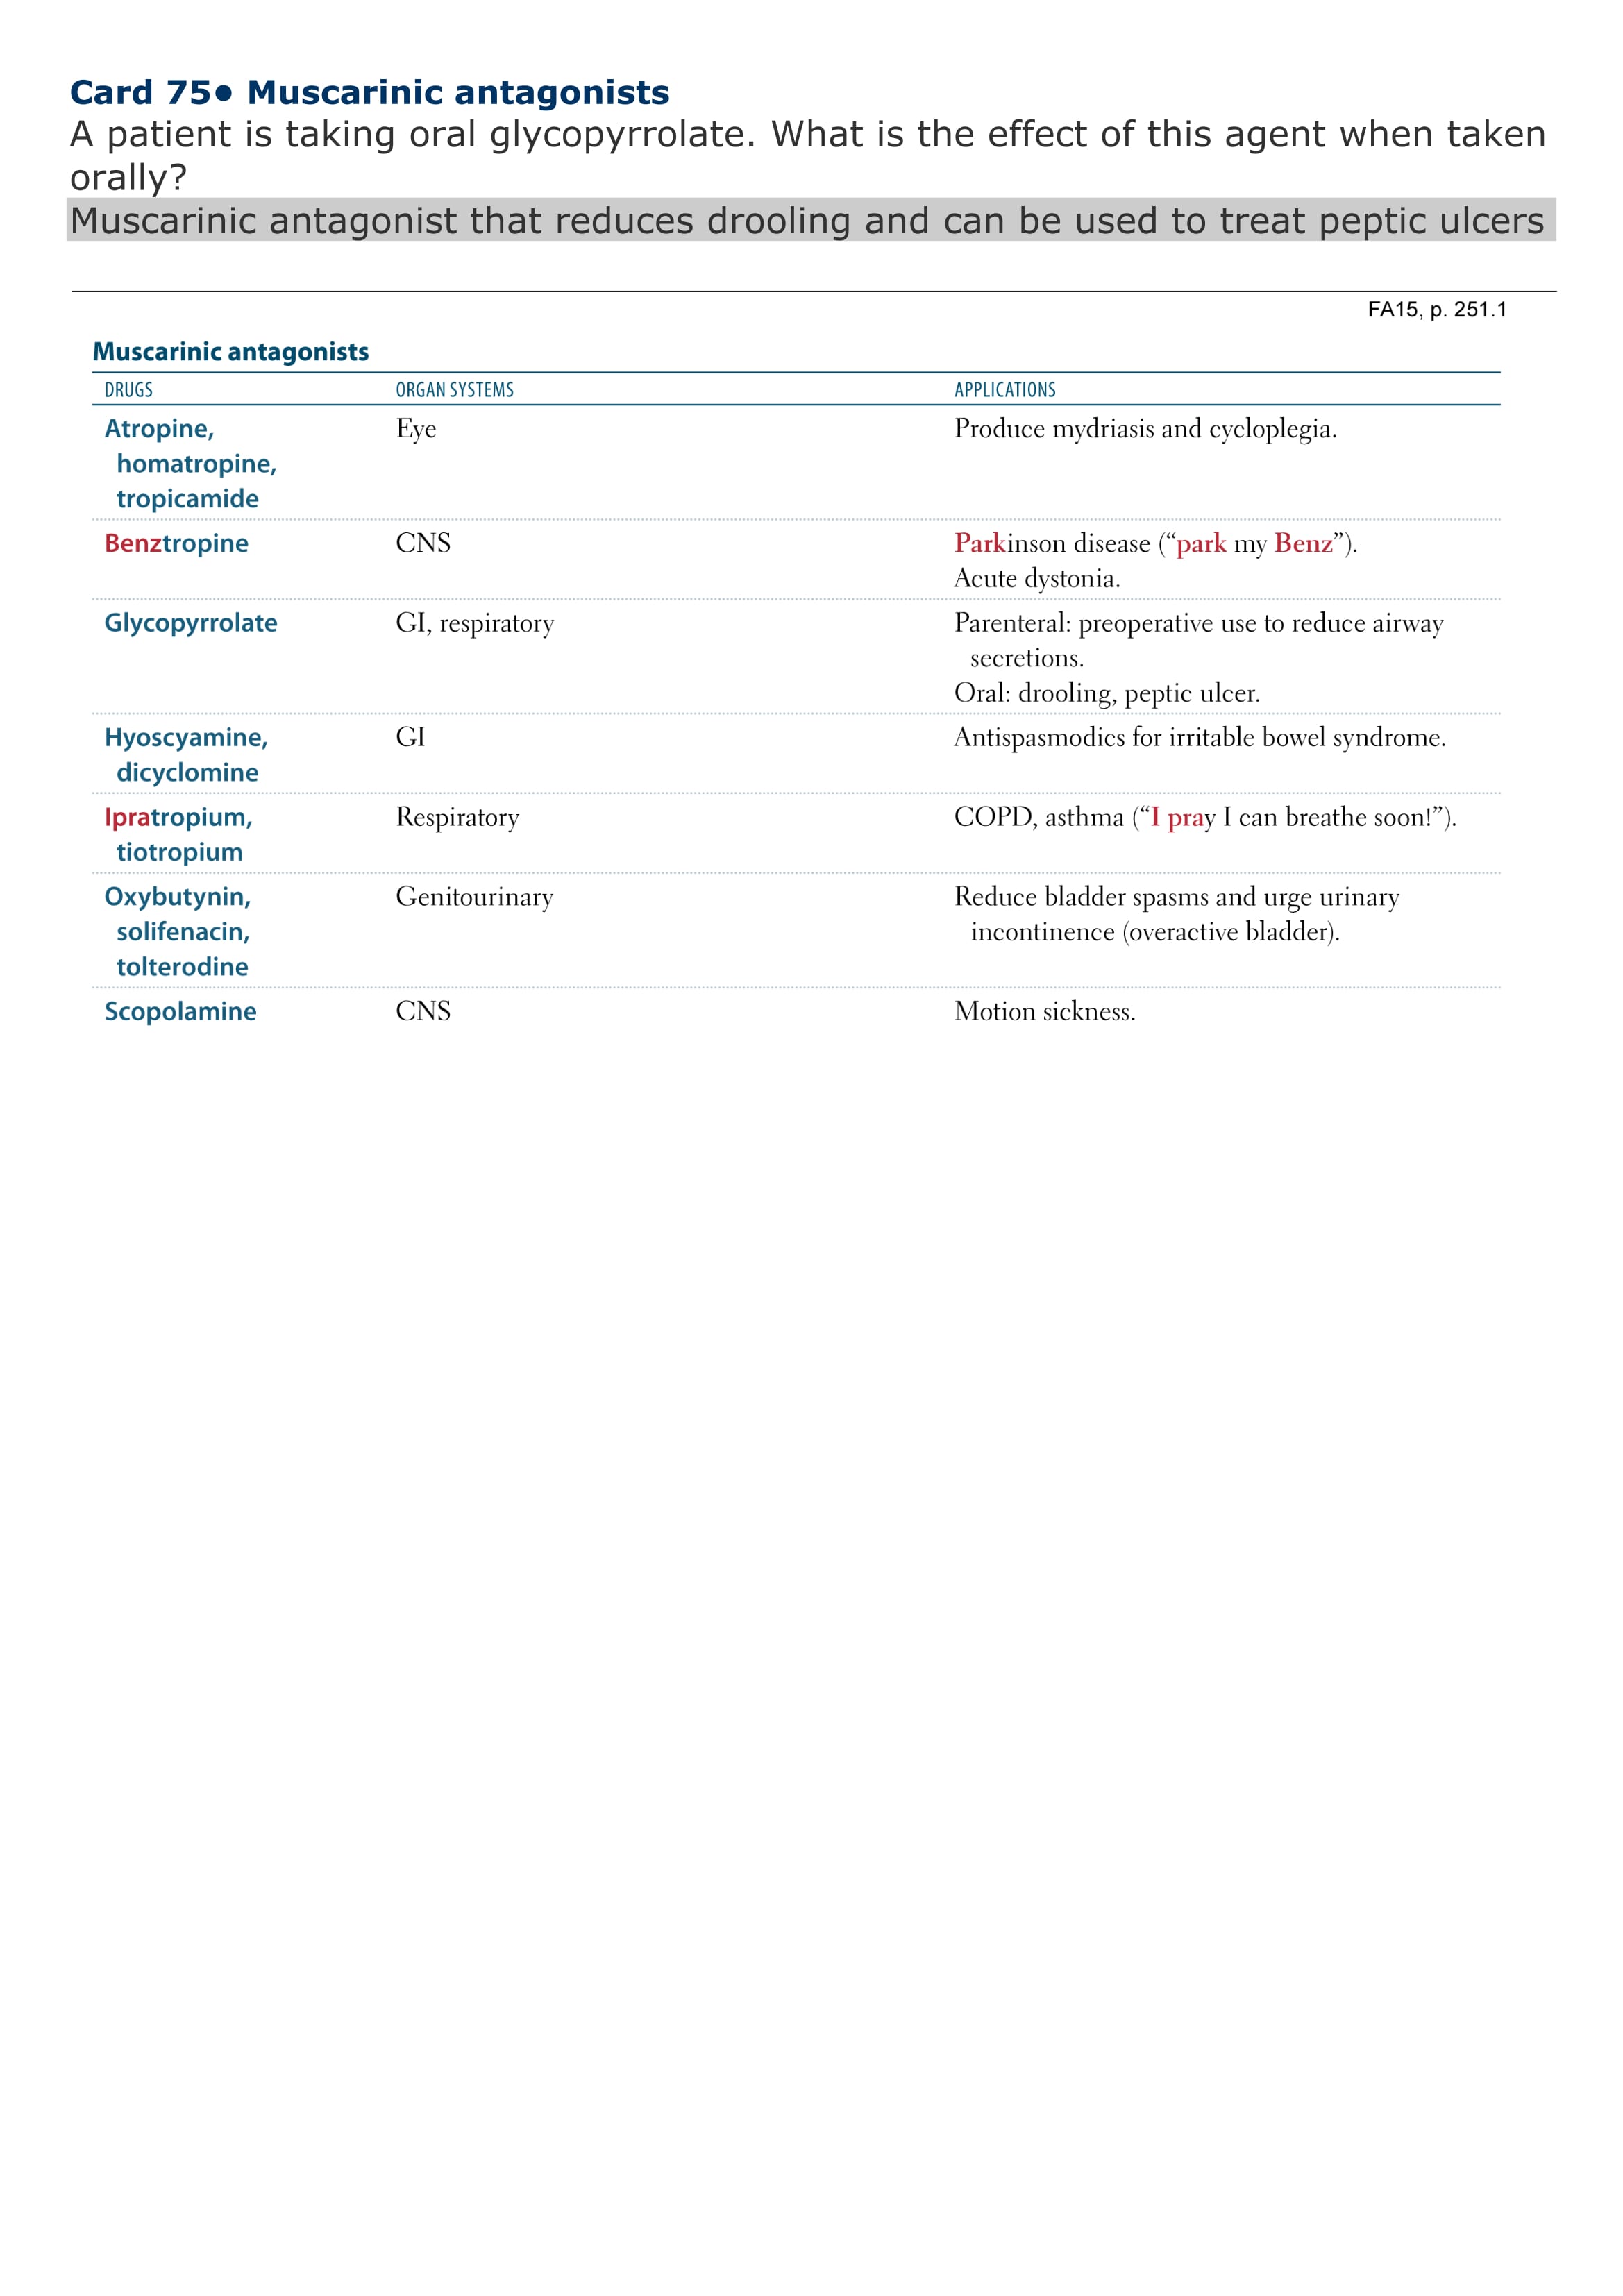 Card 75• Muscarinic antagonists
A patient is taking oral glycopyrrolate. What is the effect of this agent when taken
orally?
Muscarinic antagonist that reduces drooling and can be used to treat peptic ulcers
FA15, p. 251.1
Muscarinic antagonists
DRUGS ORGAN SYSTEMS APPLICATIONS
Atropine, Eye Produce mydriasis and cycloplegia.
homatropine,
tropicamide
Benztropine CNS Parkinson disease (“park my Benz”).
Acute dystonia.
Glycopyrrolate GI, respiratory Parenteral: preoperative use to reduce airway
secretions.
Oral: drooling, peptic ulcer.
Hyoscyamine, GI Antispasmodics for irritable bowel syndrome.
dicyclomine
Ipratropium, Respiratory COPD, asthma (“I pray I can breathe soon!”).
tiotropium
Oxybutynin, Genitourinary Reduce bladder spasms and urge urinary
solifenacin, incontinence (overactive bladder).
tolterodine
Scopolamine CNS Motion sickness.